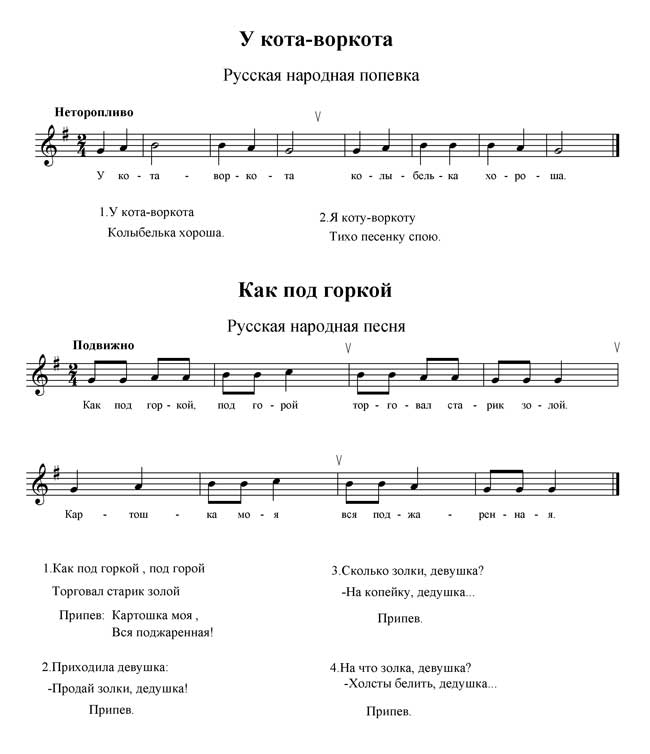 У кота-воркота
Русская народная попевка
Неторопливо
V
2
4
У ко - та - вор - ко - та ко - лы - бель - ка хо - ро - ша.
1.У кота-воркота
Колыбелька хороша.
2.Я коту-воркоту
Тихо песенку спою.
Как под горкой
Русская народная песня
Подвижно
V V
2
4
Как под гор - кой, под го - рой тор - го - вал ста - рик зо - лой.
V
Кар - тош - ка мо - я вся под - жа - рен - на - я.
1.Как под горкой , под горой
Торговал старик золой
Припев: Картошка моя ,
Вся поджаренная!
2.Приходила девушка:
-Продай золки, дедушка!
Припев.
3.Сколько золки, девушка?
-На копейку, дедушка...
Припев.
4.На что золка, девушка?
-Холсты белить, дедушка...
Припев.